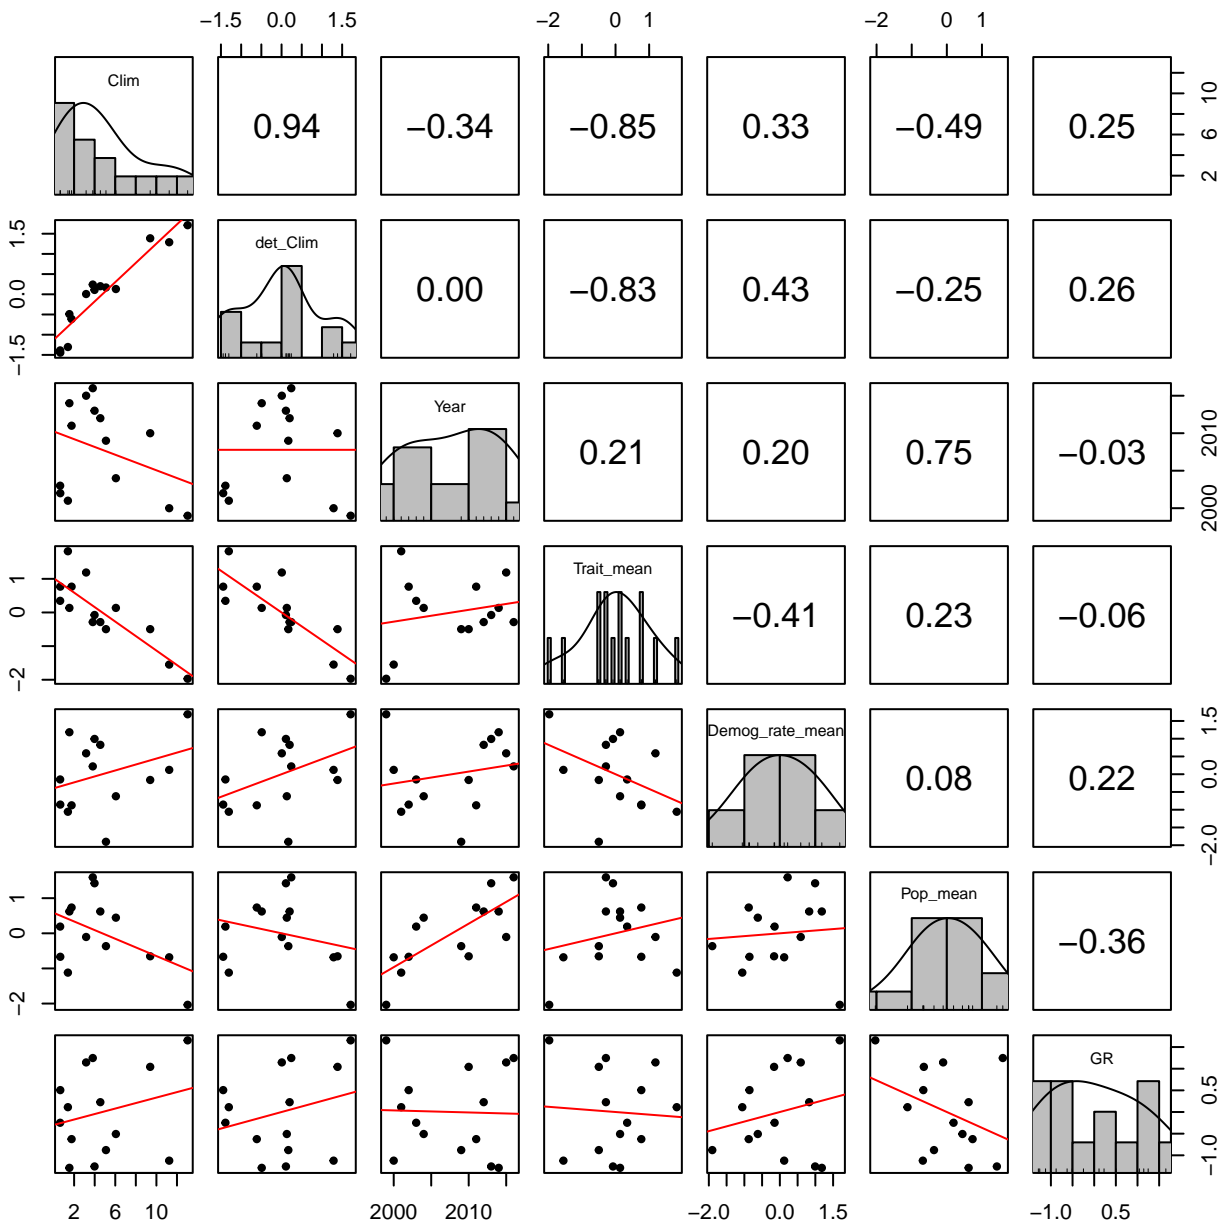 −1.5 0.0 1.5 −2 0 1 −2 0 1
Clim 0.94 −0.34 −0.85 0.33 −0.49 0.25 2 6 10
−1.5 0.0 1.5 det_Clim 0.00 −0.83 0.43 −0.25 0.26
Year 0.21 0.20 0.75 −0.03 2000 2010
−2 0 1 Trait_mean −0.41 0.23 −0.06
Demog_rate_mean 0.08 0.22 −2.0 0.0 1.5
−2 0 1 Pop_mean −0.36
GR −1.0 0.5
2 6 10 2000 2010 −2.0 0.0 1.5 −1.0 0.5